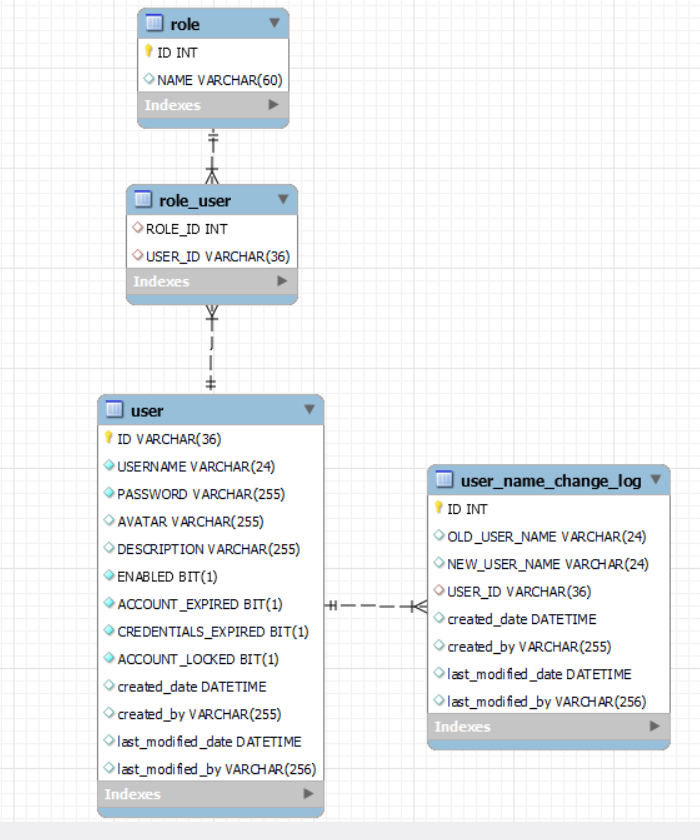 role
ID INT
NAME VARCHAR(60)
Indexes
role_user
ROLE_ID INT
USER_ID VARCHAR(36)
Indexes
user
ID VARCHAR(36)
USERNAME VARCHAR(24)
PASSWORD VARCHAR(255)
AVATAR VARCHAR(255)
DESCRIPTION VARCHAR(255)
ENABLED BIT(1)
ACCOUNT_EXPIRED BIT(1)
CREDENTIALS_EXPIRED BIT(1)
ACCOUNT_LOCKED BIT(1)
created_date DATETIME
created_by VARCHAR(255)
last_modified_date DATETIME
last_modified_by VARCHAR(256)
Indexes
user_name_change_log
ID INT
OLD_USER_NAME VARCHAR(24)
NEW_USER_NAME VARCHAR(24)
USER_ID VARCHAR(36)
created_date DATETIME
created_by VARCHAR(255)
last_modified_date DATETIME
last_modified_by VARCHAR(256)
Indexes